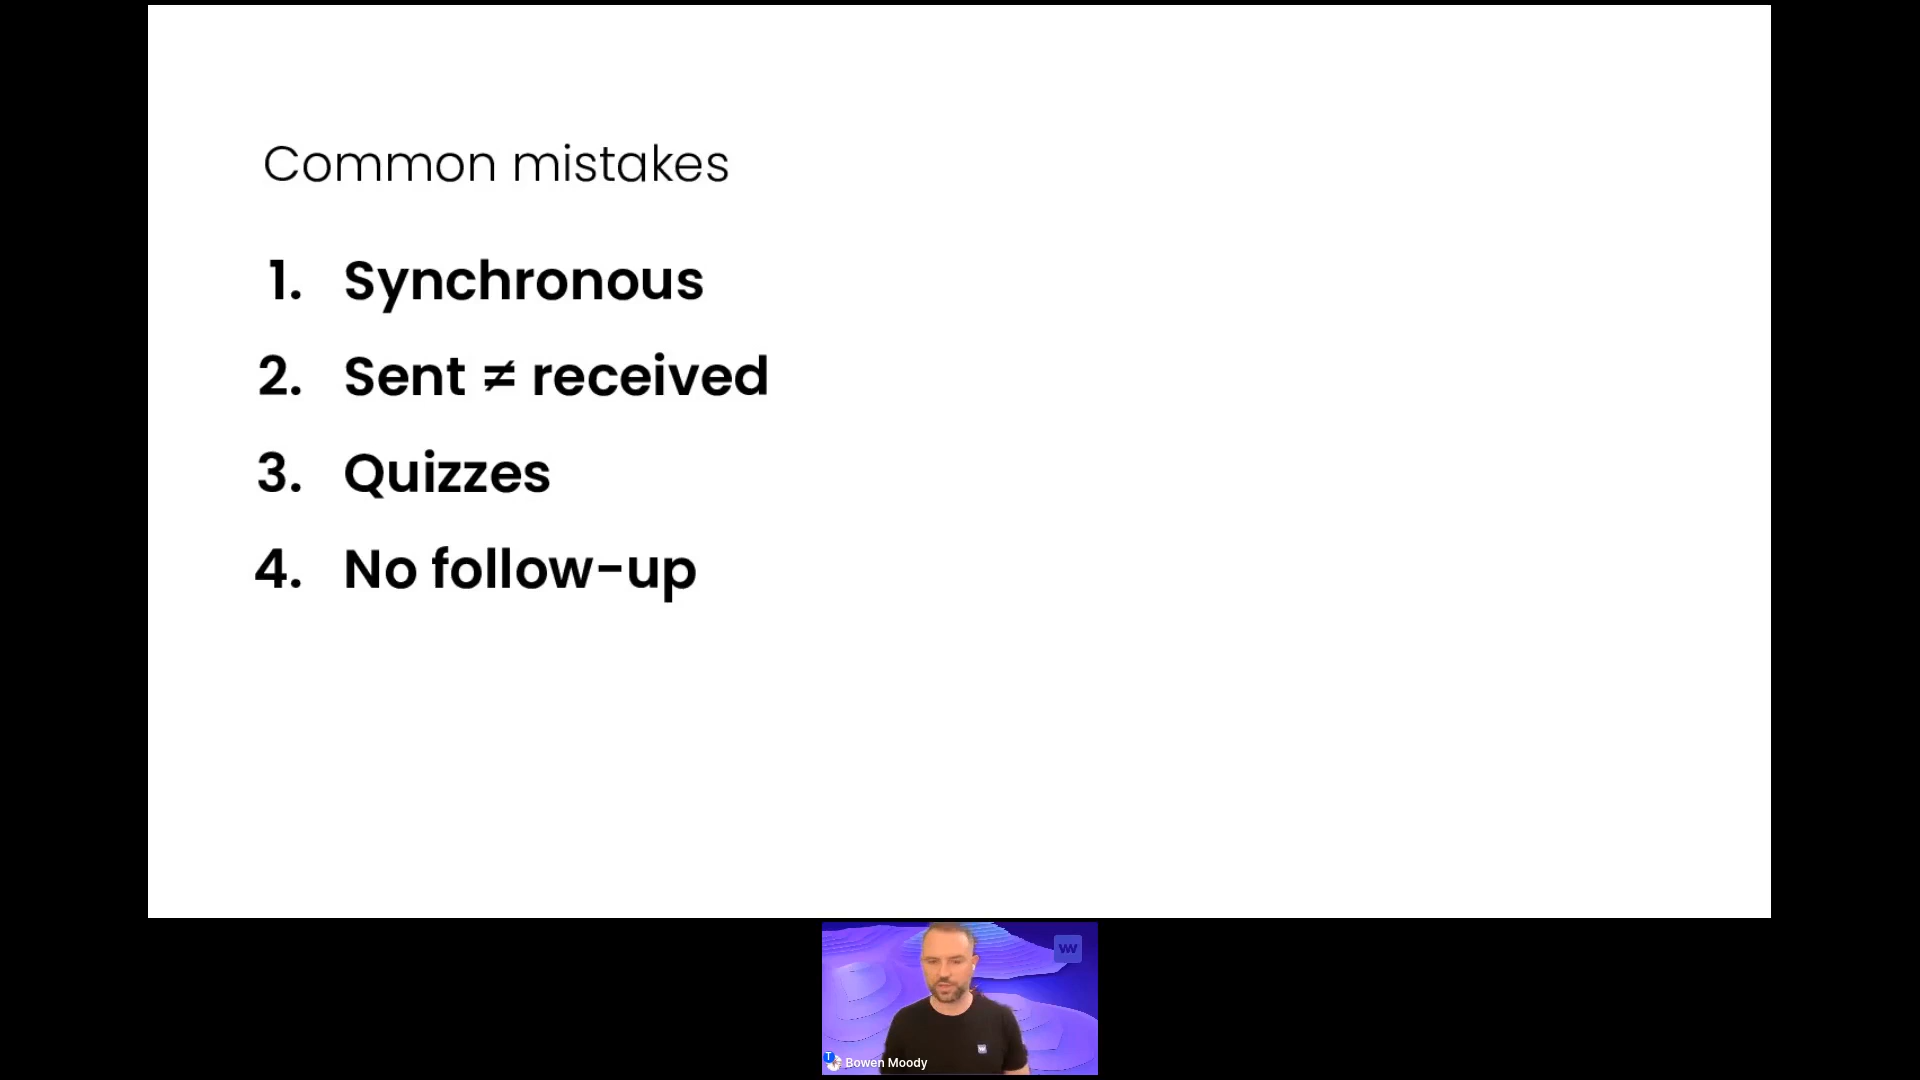 Common mistakes
1. Synchronous
2. Sent ≠ received
3. Quizzes
4. No follow-up
W
T
Bowen Moody